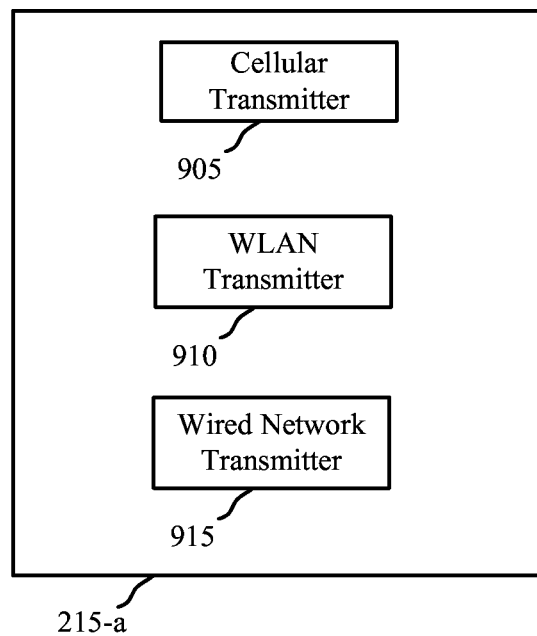 Cellular
Transmitter
905
WLAN
Transmitter
910
Wired Network
Transmitter
915
215-a